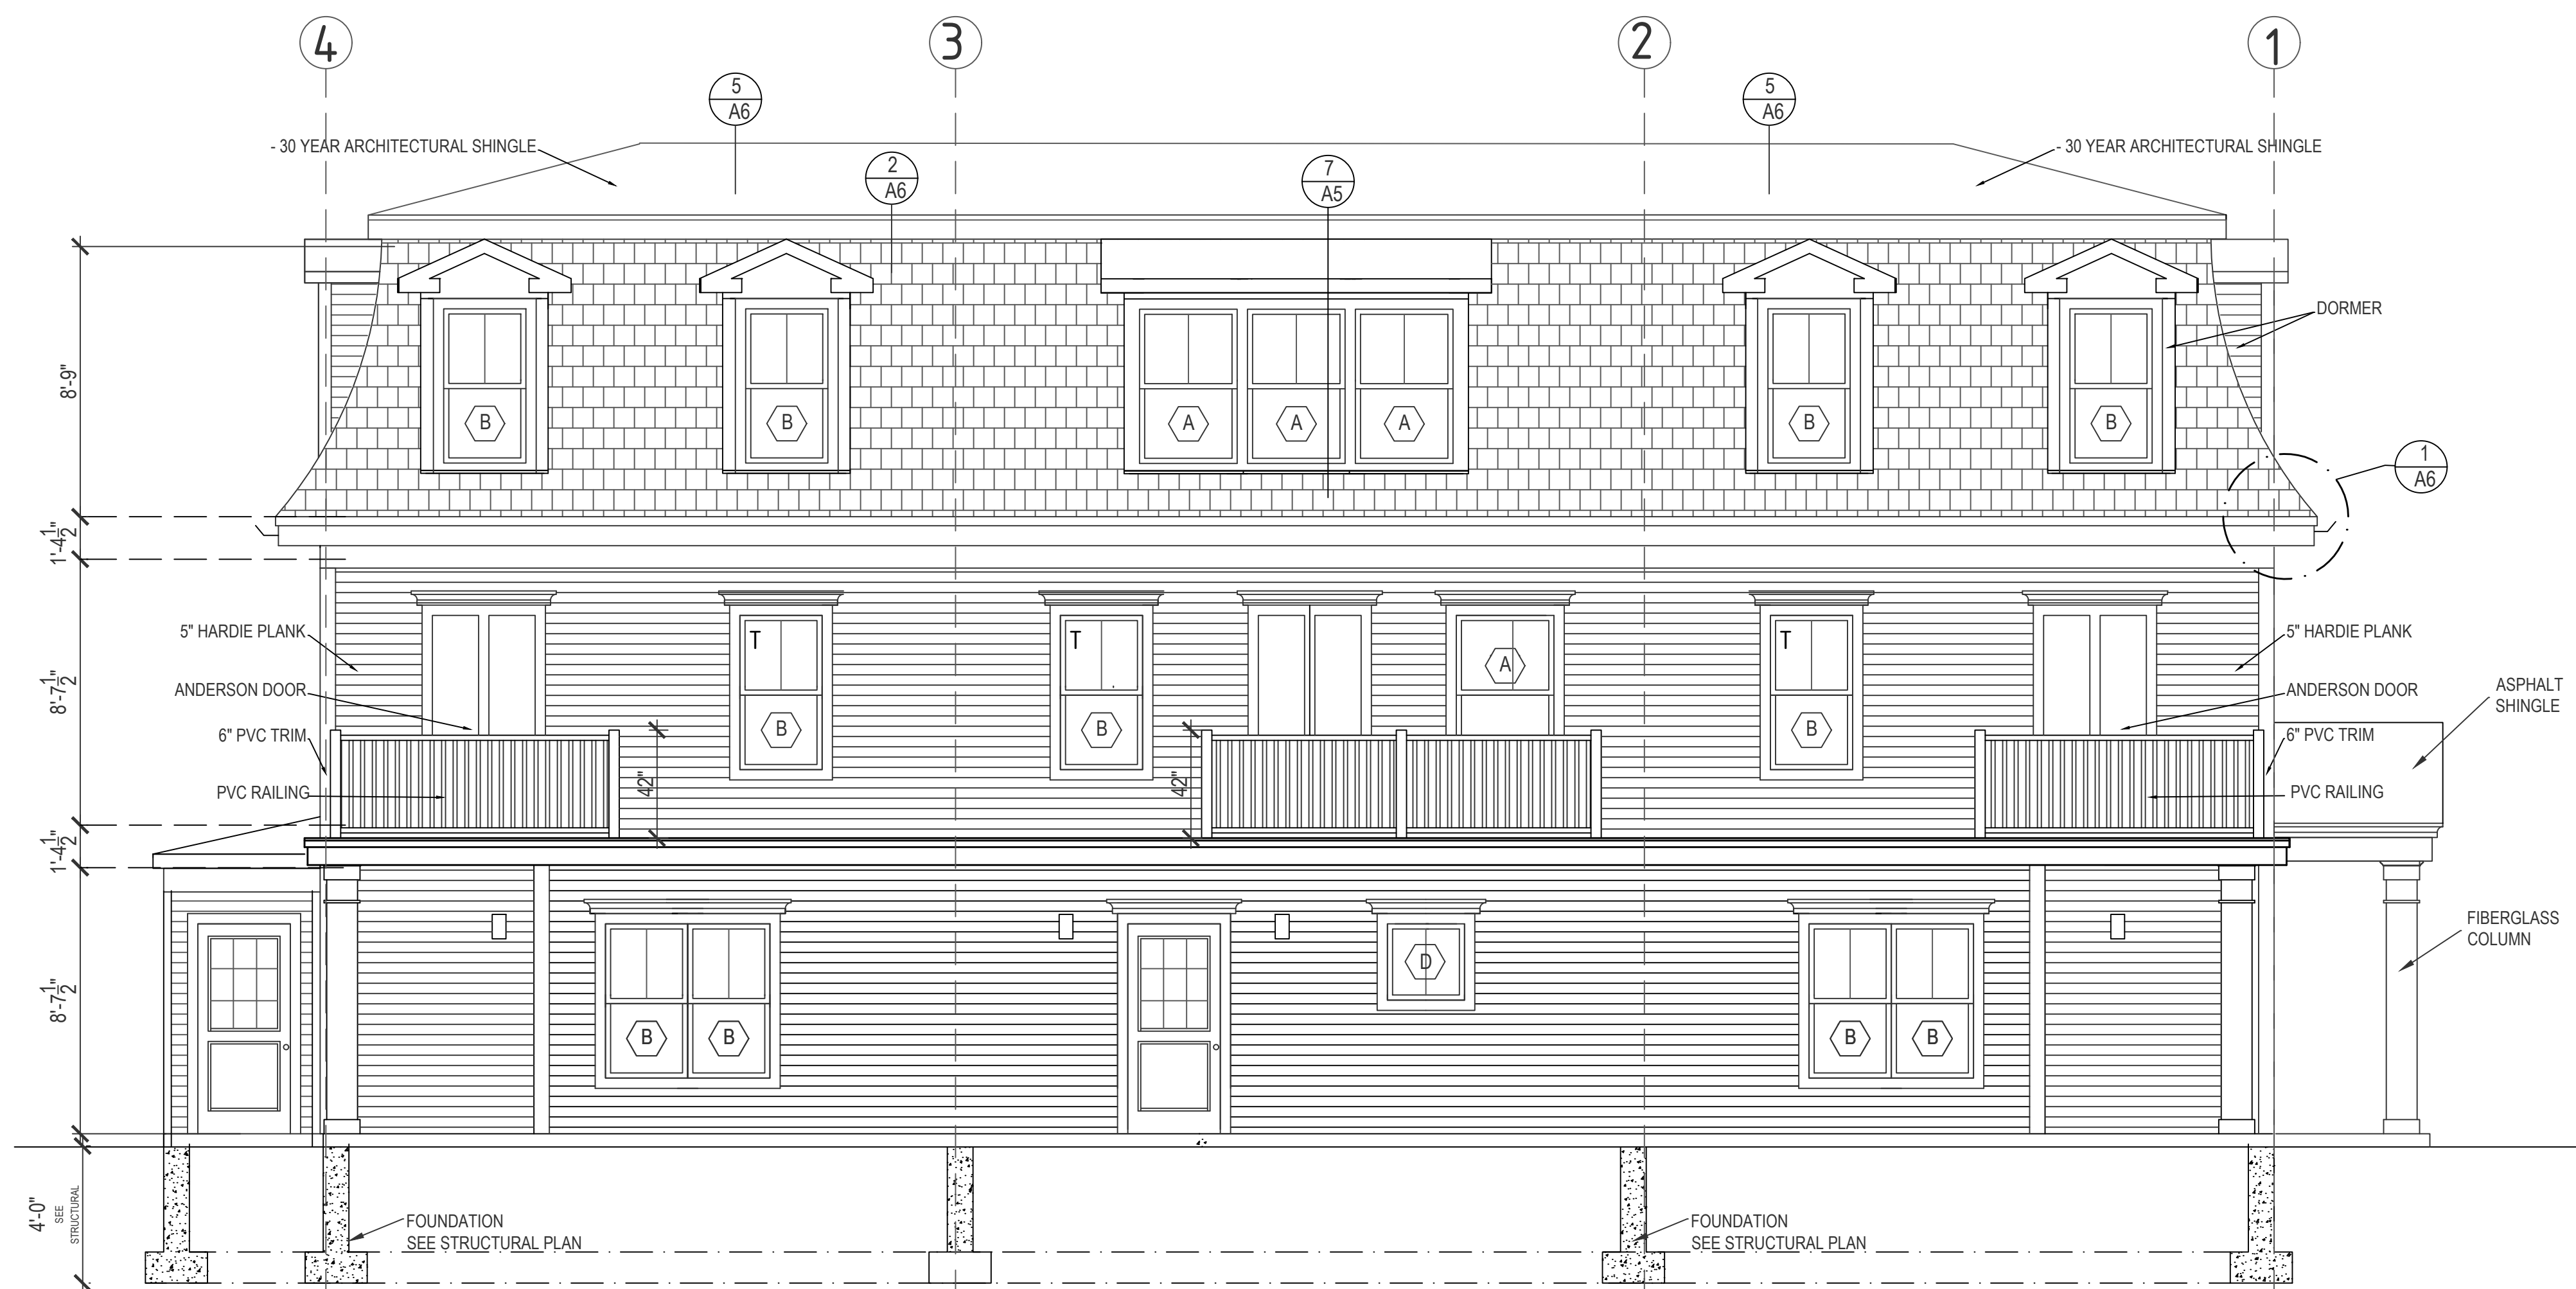 4
3
2
1
5
A6
5
A6
- 30 YEAR ARCHITECTURAL SHINGLE
- 30 YEAR ARCHITECTURAL SHINGLE
2
A6
7
A5
DORMER
8'-9"
B
B
A
A
A
B
B
1
A6
1'-4 1/2"
5" HARDIE PLANK
T
T
T
5" HARDIE PLANK
A
8'-7 1/2"
ANDERSON DOOR
ANDERSON DOOR
ASPHALT
SHINGLE
6" PVC TRIM
B
B
B
6" PVC TRIM
42"
42"
PVC RAILING
PVC RAILING
1'-4 1/2"
FIBERGLASS
COLUMN
D
8'-7 1/2"
B
B
B
B
4'-0"
SEE
STRUCTURAL
FOUNDATION
SEE STRUCTURAL PLAN
FOUNDATION
SEE STRUCTURAL PLAN